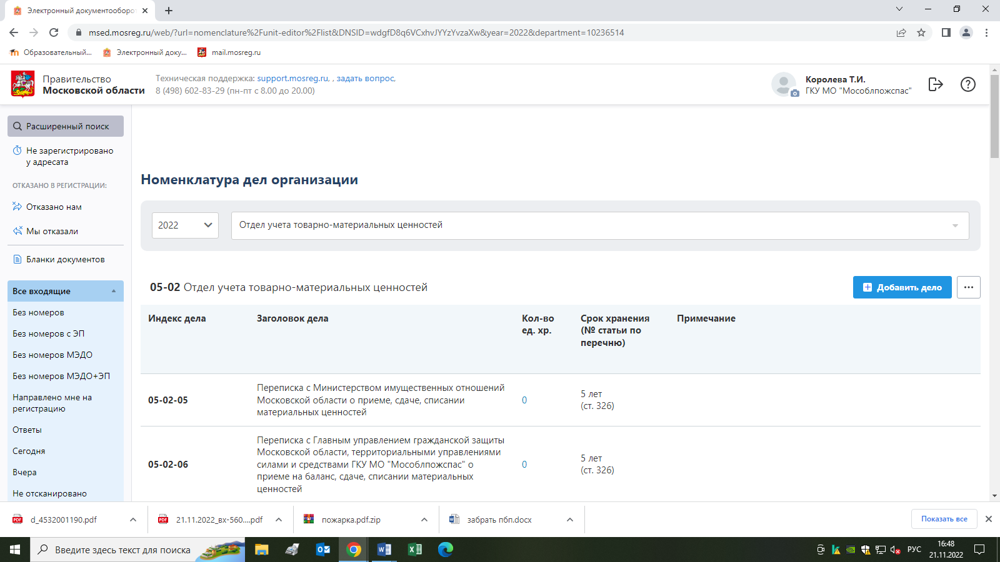 Электронный документооборот
msed.mosreg.ru/web/?url=nomenclature%2Funit-editor%2Flist&DNSID=wdgfD8q6VCxhvJYYzYvzaXw&year=2022&department=10236514
Образовательный...
Электронный доку...
mail.mosreg.ru
Правительство
Московской области
Техническая поддержка: support.mosreg.ru, , задать вопрос,
8 (498) 602-83-29 (пн-пт с 8.00 до 20.00)
Королева Т.И.
ГКУ МО "Мособлпожспас"
Расширенный поиск
Не зарегистрировано
у адресата
ОТКАЗАНО В РЕГИСТРАЦИИ:
Отказано нам
Мы отказали
Бланки документов
Все входящие
Без номеров
Без номеров с ЭП
Без номеров МЭДО
Без номеров МЭДО+ЭП
Направлено мне на
регистрацию
Ответы
Сегодня
Вчера
Не отсканировано
Номенклатура дел организации
2022
Отдел учета товарно-материальных ценностей
05-02 Отдел учета товарно-материальных ценностей
Добавить дело
Индекс дела
Заголовок дела
Кол-во
ед. хр.
Срок хранения
(№ статьи по
перечню)
Примечание
05-02-05
Переписка с Министерством имущественных отношений
Московской области о приеме, сдаче, списании
материальных ценностей
0
5 лет
(ст. 326)
05-02-06
Переписка с Главным управлением гражданской защиты
Московской области, территориальными управлениями
силами и средствами ГКУ МО "Мособлпожспас" о
приеме на баланс, сдаче, списании материальных
ценностей
0
5 лет
(ст. 326)
d_4532001190.pdf
21.11.2022_вх-560....pdf
пожарка.pdf.zip
забрать пбп.docx
Показать все
Введите здесь текст для поиска
РУС
16:48
21.11.2022